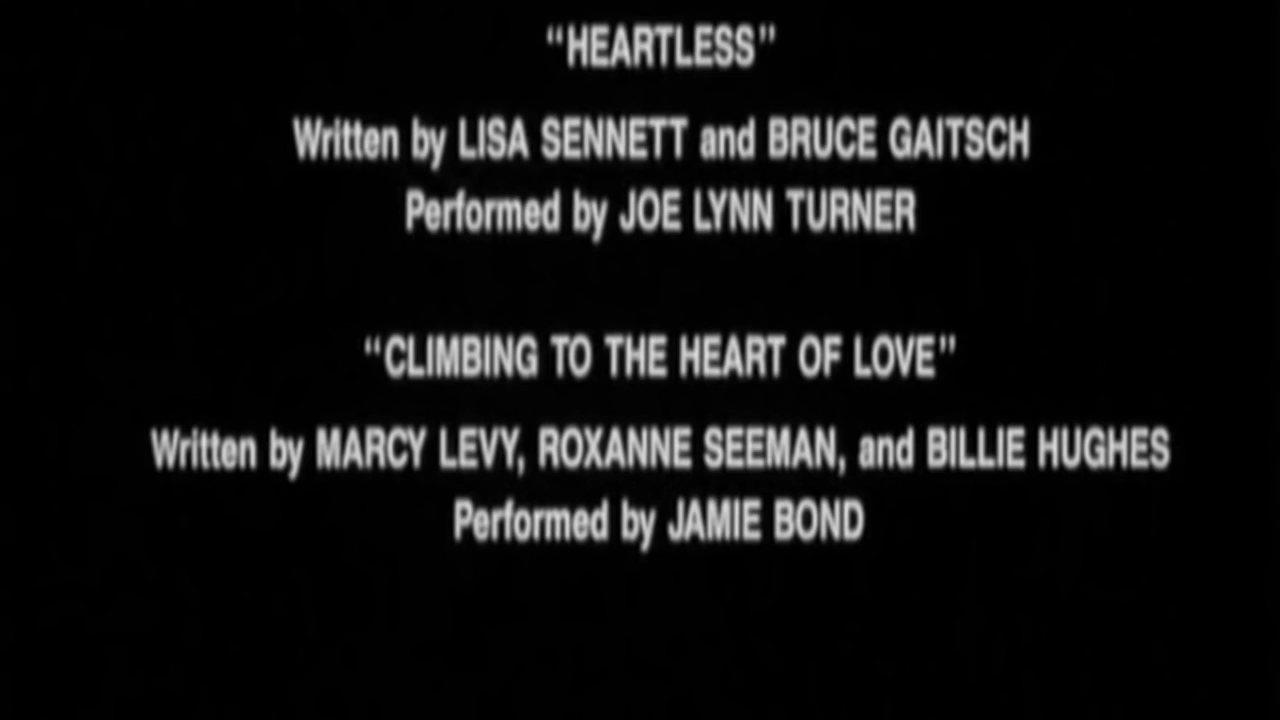 “HEARTLESS”
Written by LISA SENNETT and BRUCE GAITSCH
Performed by JOE LYNN TURNER
“CLIMBING TO THE HEART OF LOVE”
Written by MARCY LEVY, ROXANNE SEEMAN, and BILLIE HUGHES
Performed by JAMIE BOND